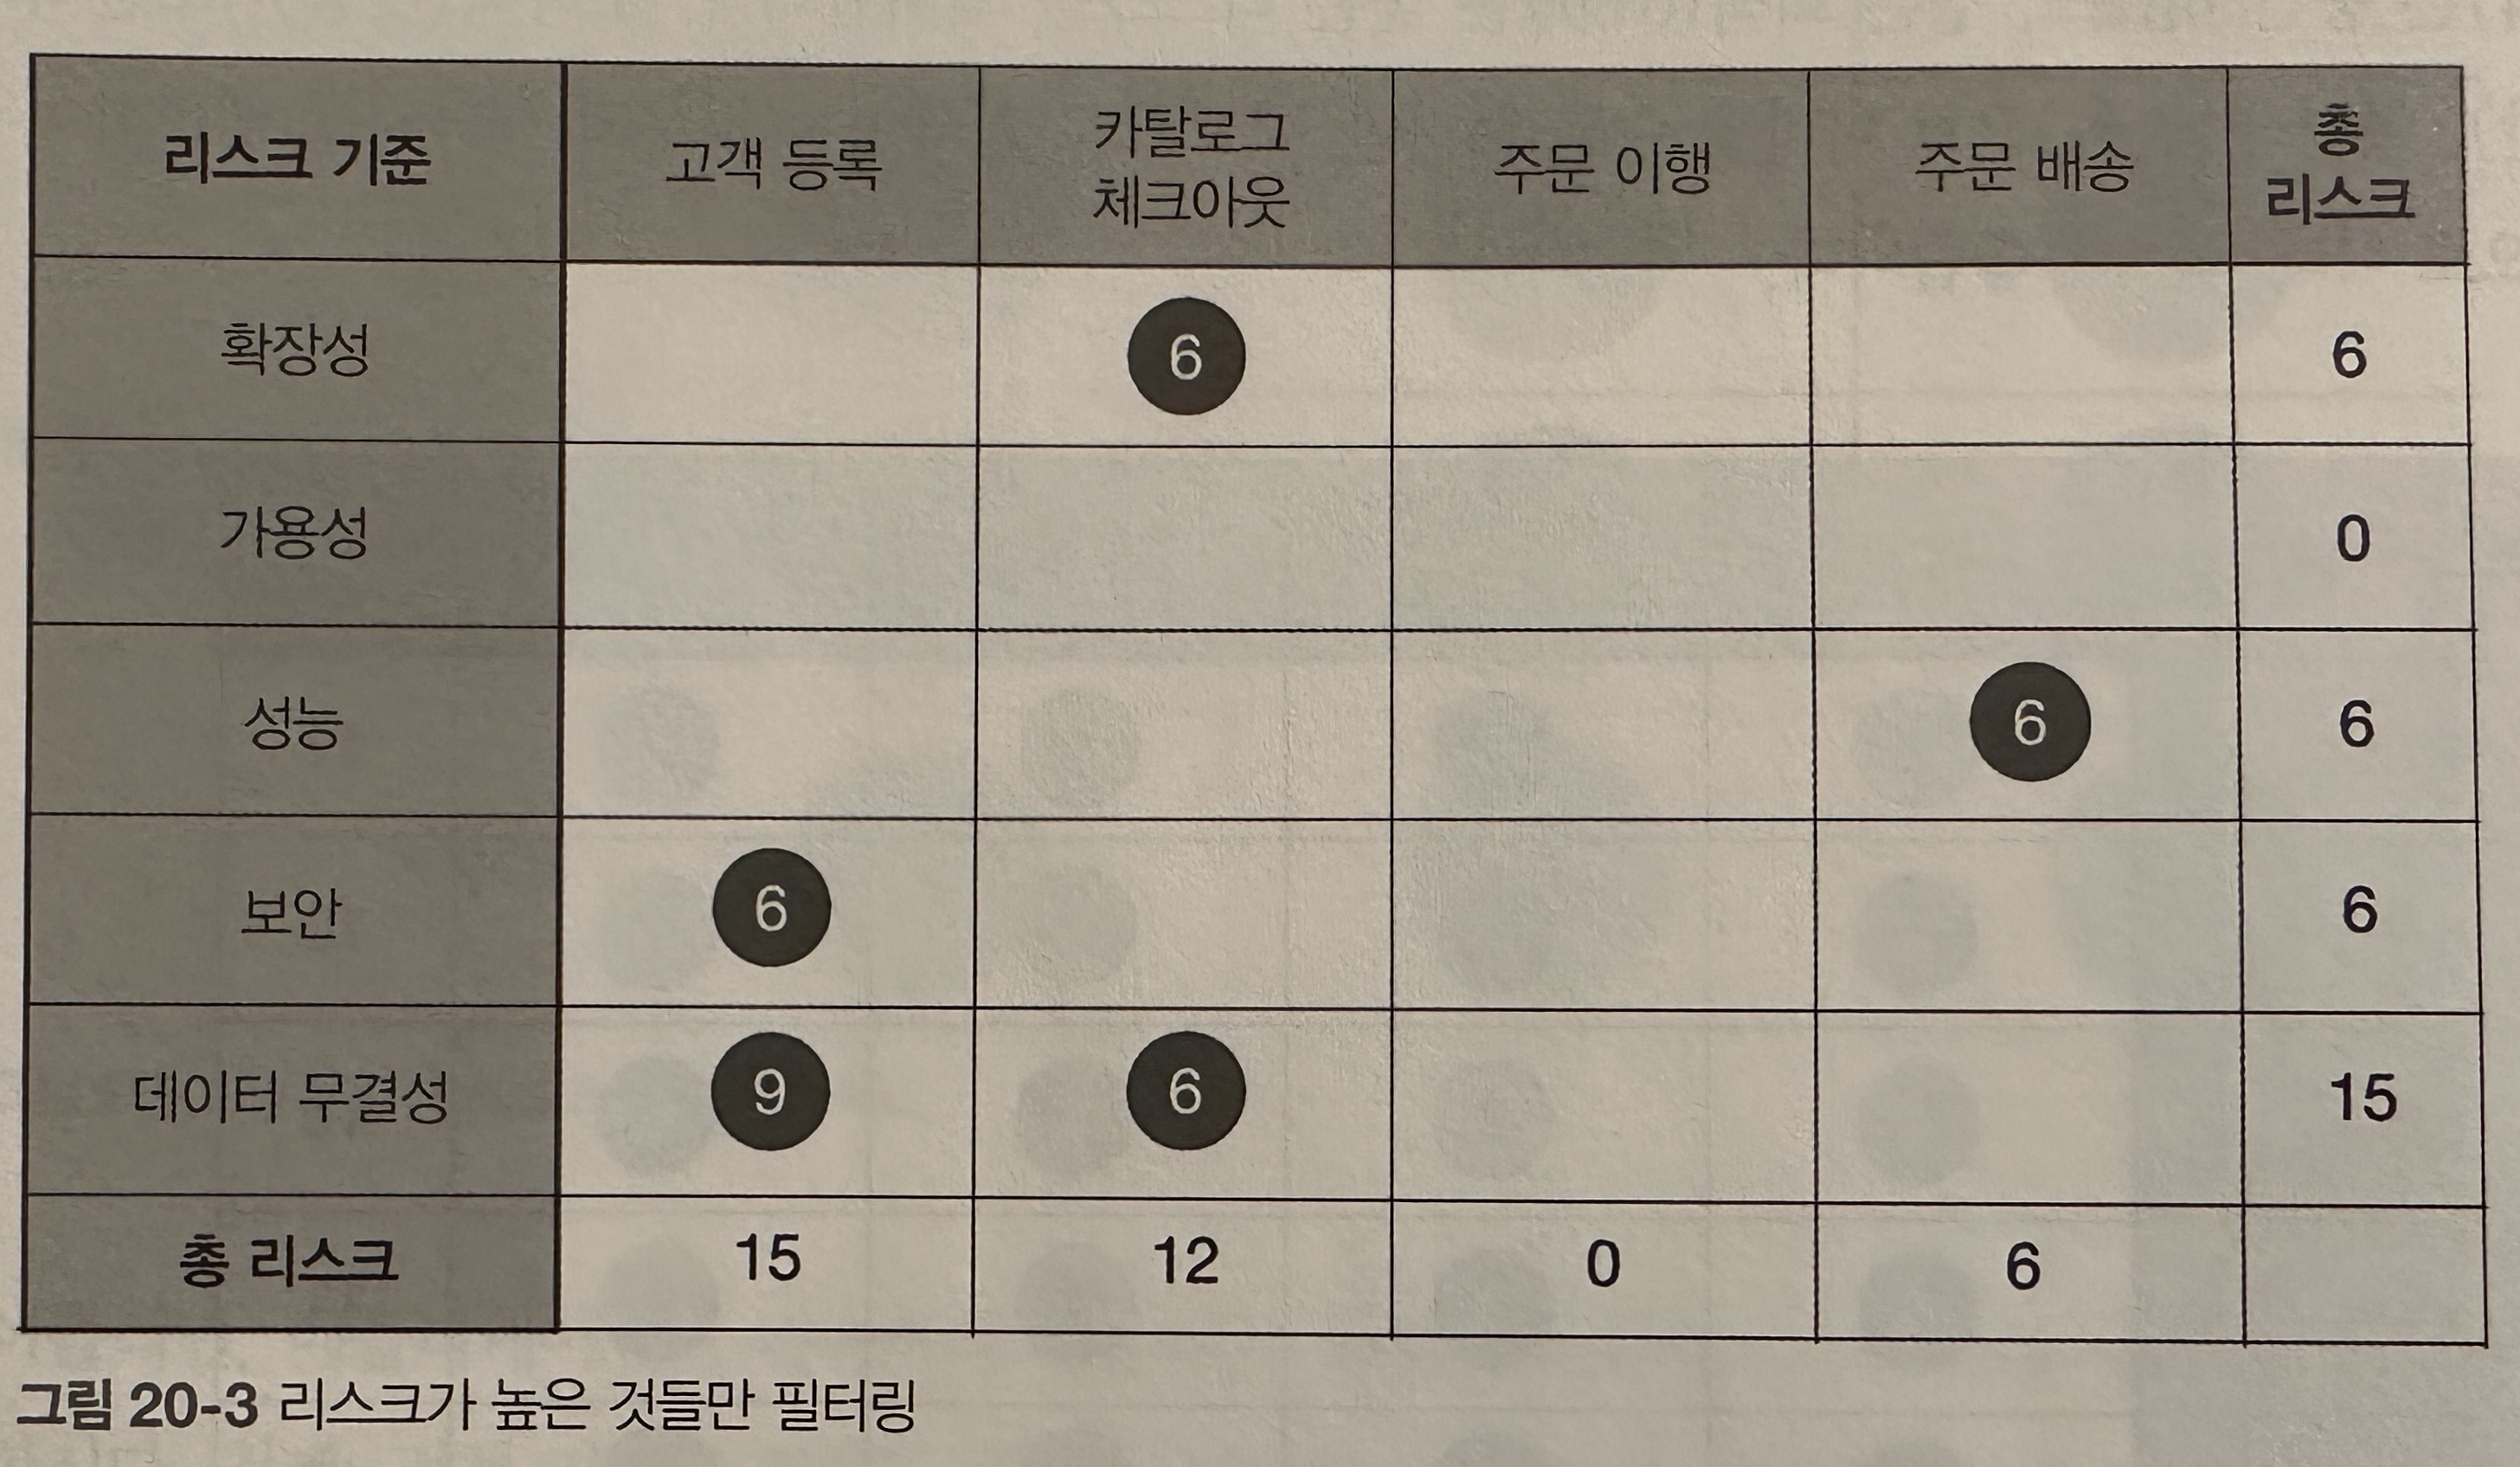 리스크 기준 고객 등록 카탈로그 체크아웃 주문 이행 주문 배송 총 리스크
확장성 6 6
가용성 0
성능 6 6
보안 6 6
데이터 무결성 9 6 15
총 리스크 15 12 0 6
그림 20-3 리스크가 높은 것들만 필터링